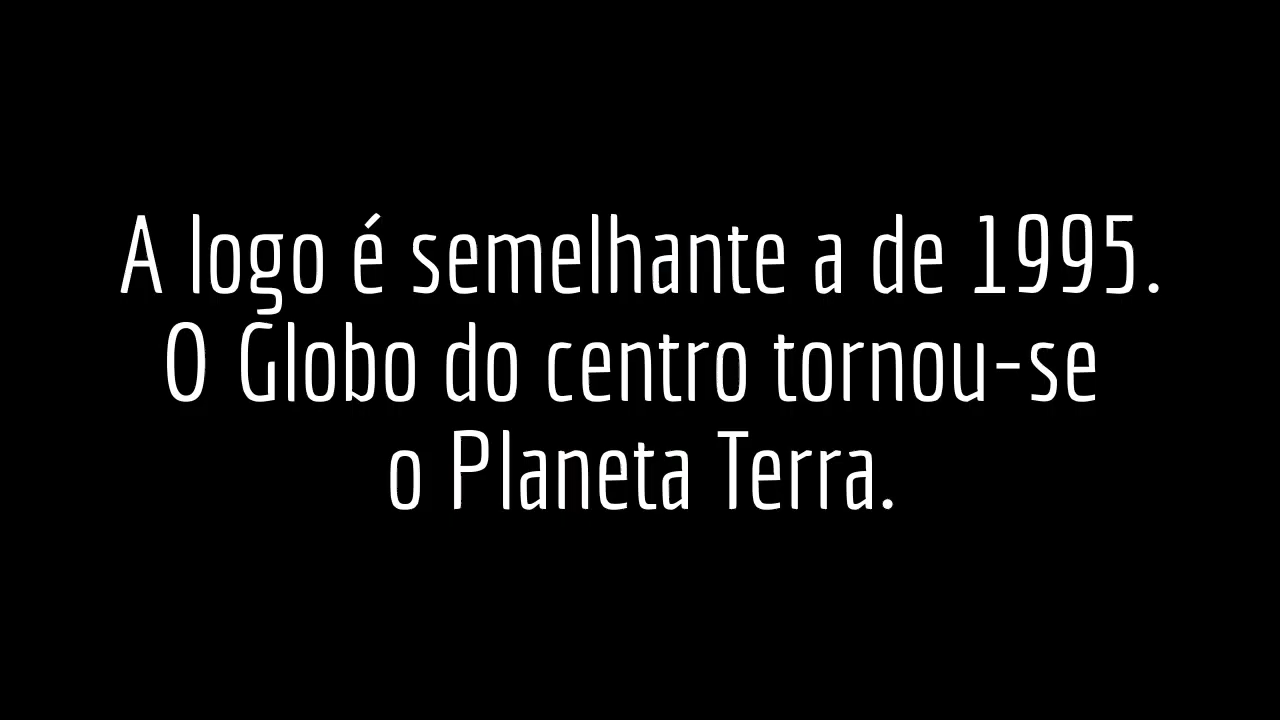 A logo é semelhante a de 1995.
O Globo do centro tornou-se
o Planeta Terra.